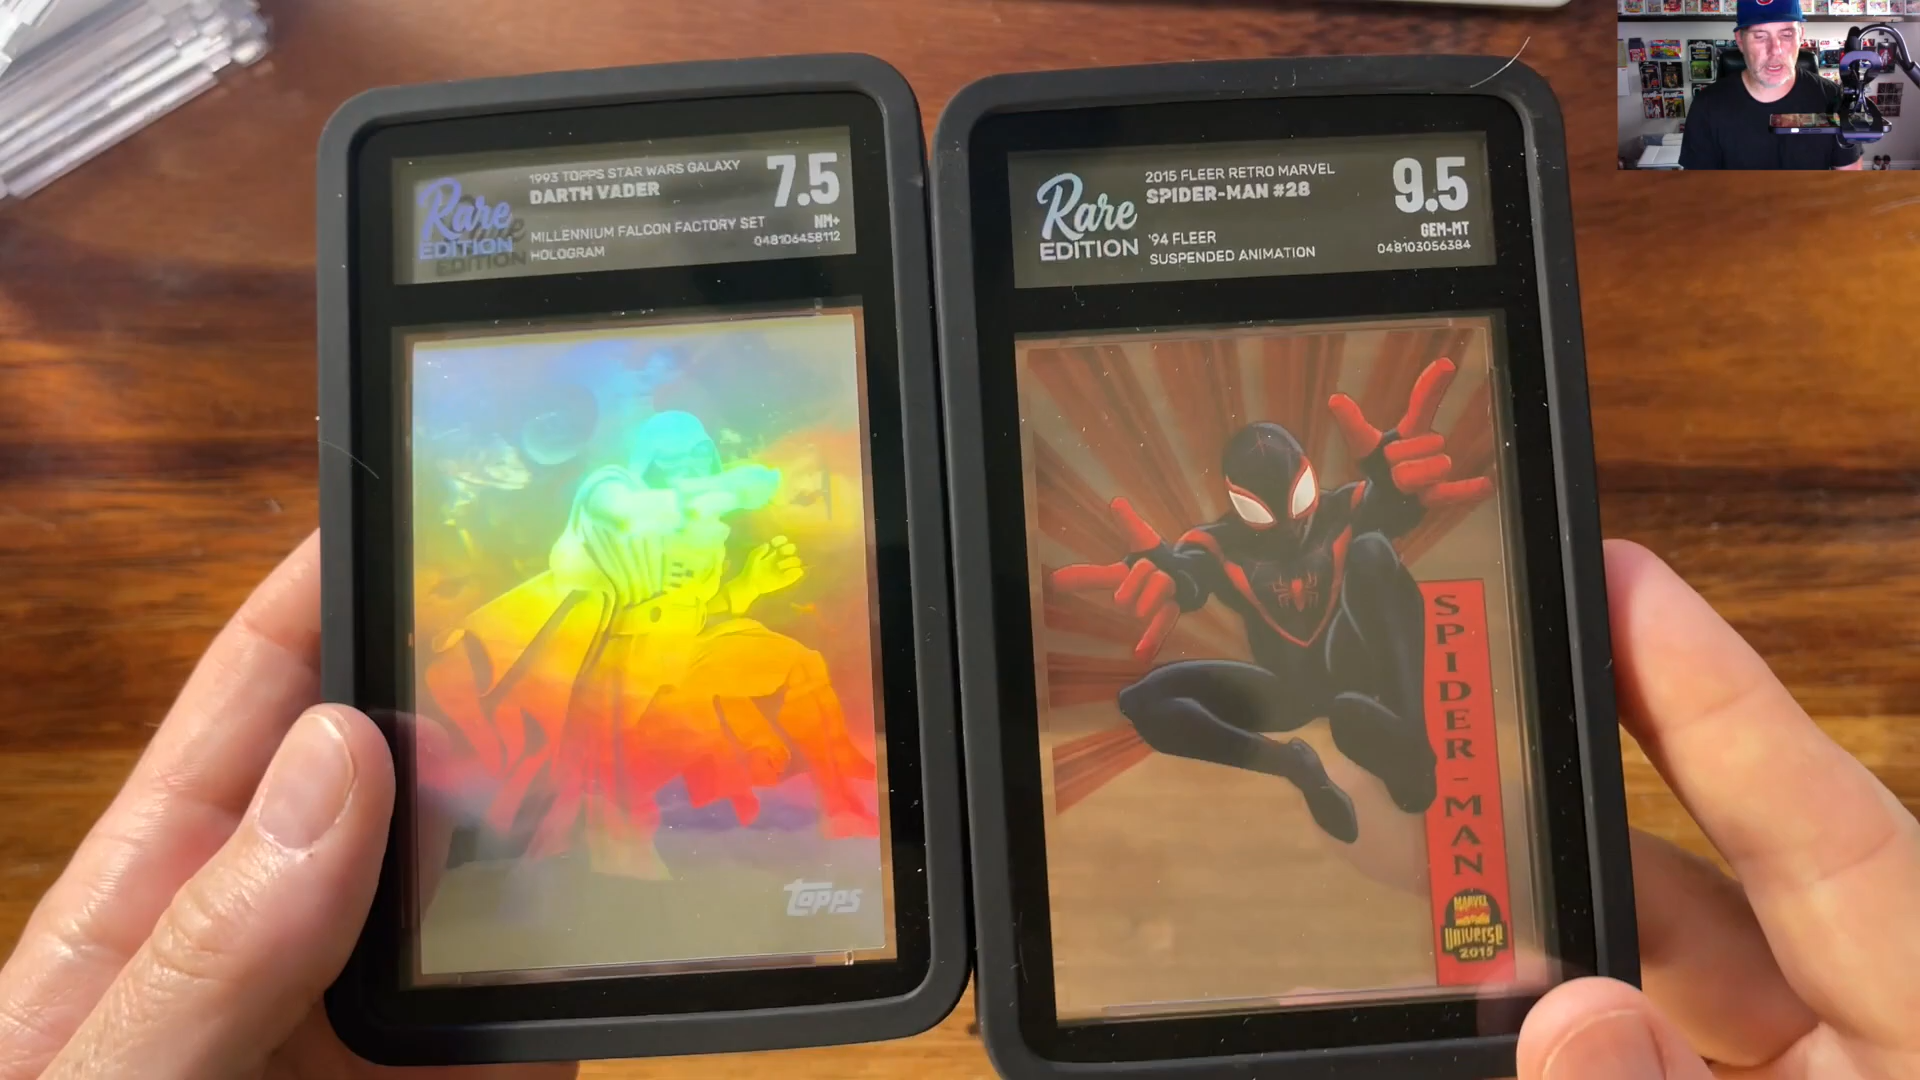 1993 TOPPS STAR WARS GALAXY
DARTH VADER
7.5
Rare
EDITION
MILLENNIUM FALCON FACTORY SET
HOLOGRAM
NM+
048106458112
topps
2015 FLEER RETRO MARVEL
SPIDER-MAN #28
9.5
Rare
EDITION
'94 FLEER
SUSPENDED ANIMATION
GEM-MT
048103056384
SPIDER-MAN
MARVEL
UNIVERSE
2015